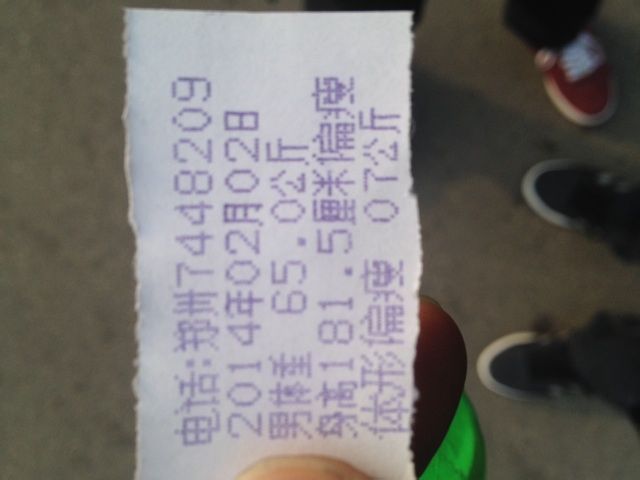 电话:郑州74448209
2014年02月02日
男体重 65.0公斤
身高181.5厘米偏瘦
体形偏瘦 07公斤